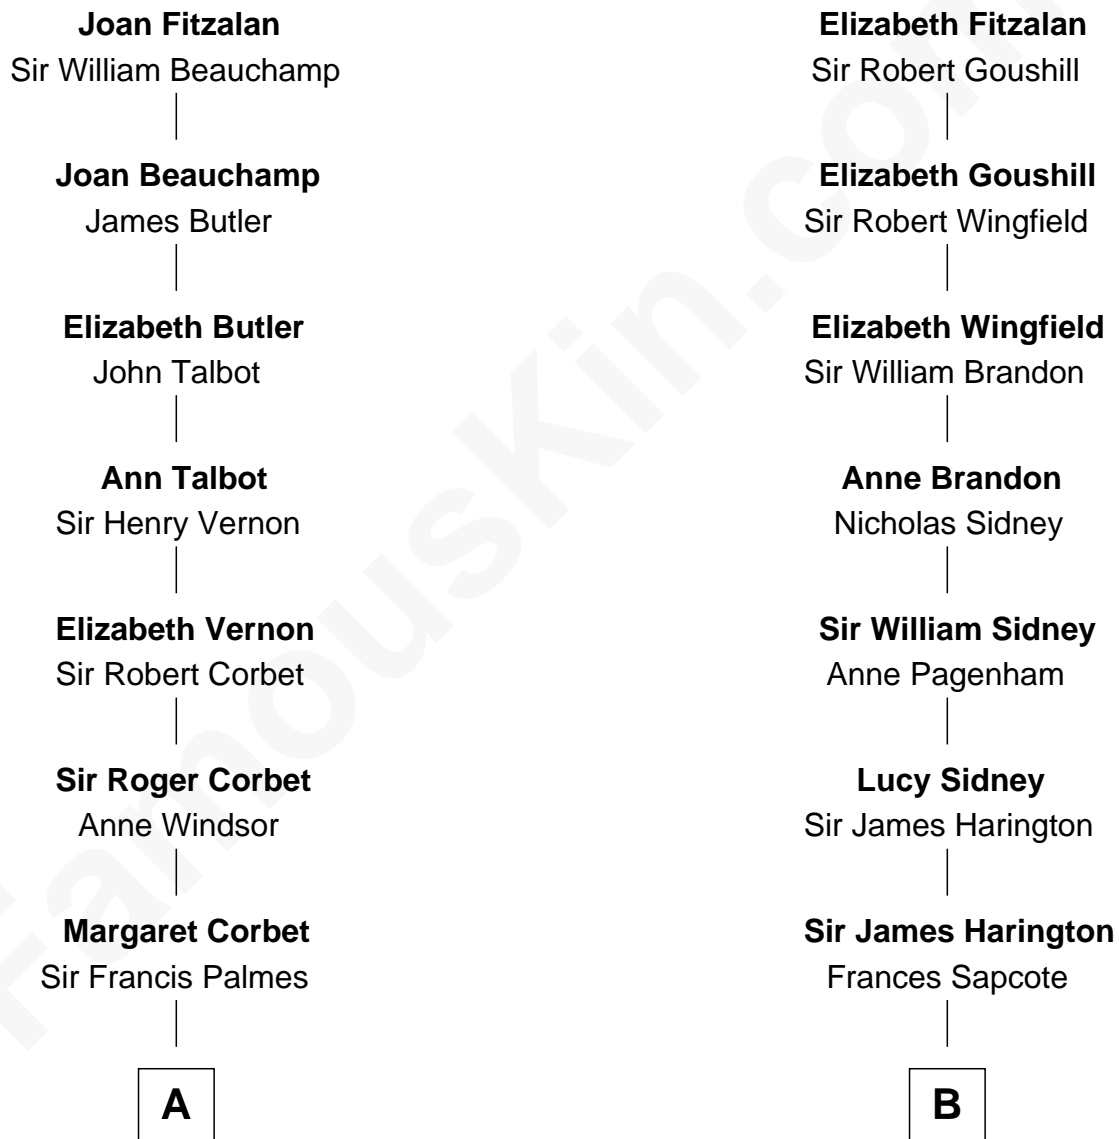 Joan Fitzalan
Sir William Beauchamp
Joan Beauchamp
James Butler
Elizabeth Butler
John Talbot
Ann Talbot
Sir Henry Vernon
Elizabeth Vernon
Sir Robert Corbet
Sir Roger Corbet
Anne Windsor
Margaret Corbet
Sir Francis Palmes
A
Elizabeth Fitzalan
Sir Robert Goushill
Elizabeth Goushill
Sir Robert Wingfield
Elizabeth Wingfield
Sir William Brandon
Anne Brandon
Nicholas Sidney
Sir William Sidney
Anne Pagenham
Lucy Sidney
Sir James Harington
Sir James Harington
Frances Sapcote
B
FamousKin.com